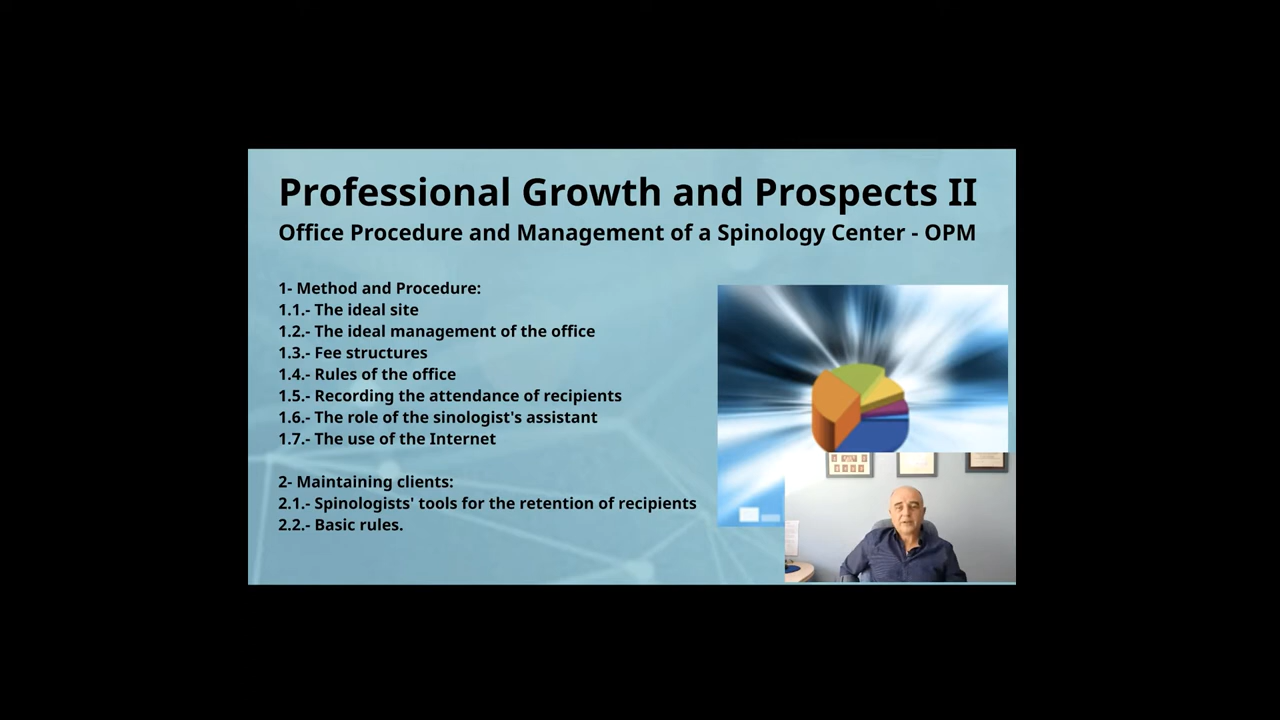 Professional Growth and Prospects II
Office Procedure and Management of a Spinology Center - OPM
1- Method and Procedure:
1.1.- The ideal site
1.2.- The ideal management of the office
1.3.- Fee structures
1.4.- Rules of the office
1.5.- Recording the attendance of recipients
1.6.- The role of the sinologist's assistant
1.7.- The use of the Internet
2- Maintaining clients:
2.1.- Spinologists' tools for the retention of recipients
2.2.- Basic rules.